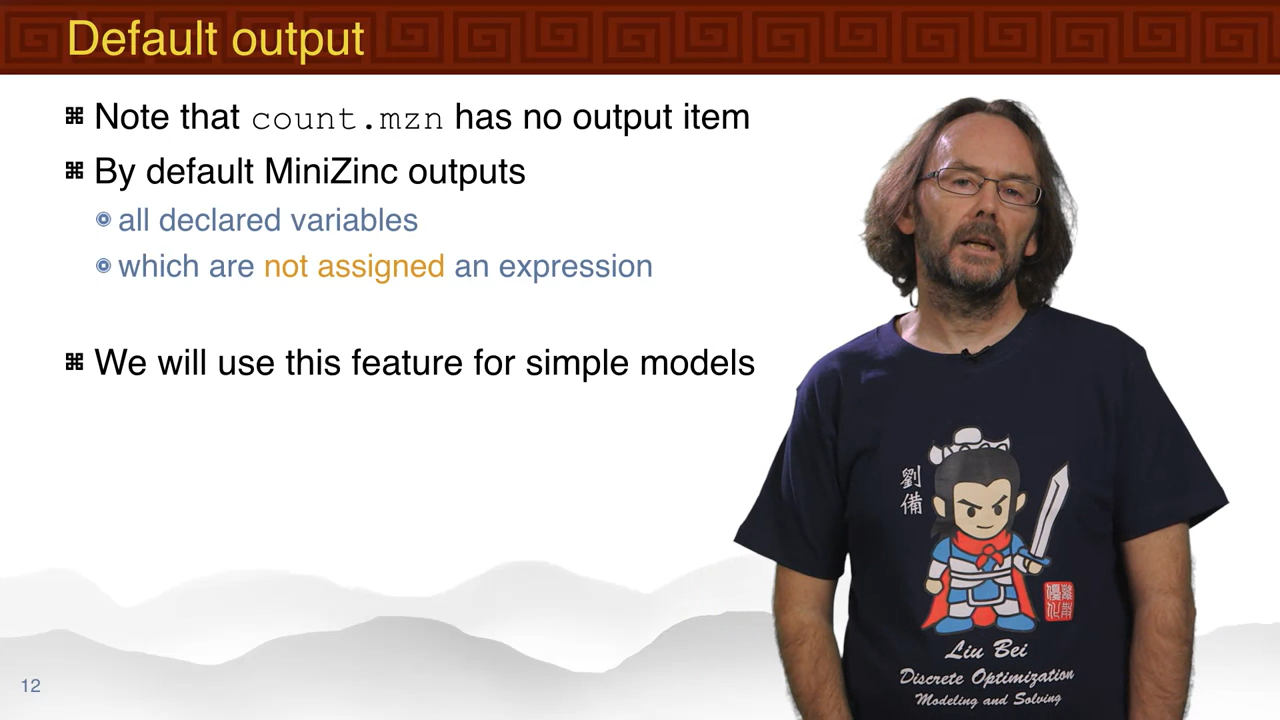 Default output
Note that count.mzn has no output item
By default MiniZinc outputs
all declared variables
which are not assigned an expression
We will use this feature for simple models
劉
備
Liu Bei
Discrete Optimization
Modeling and Solving
12